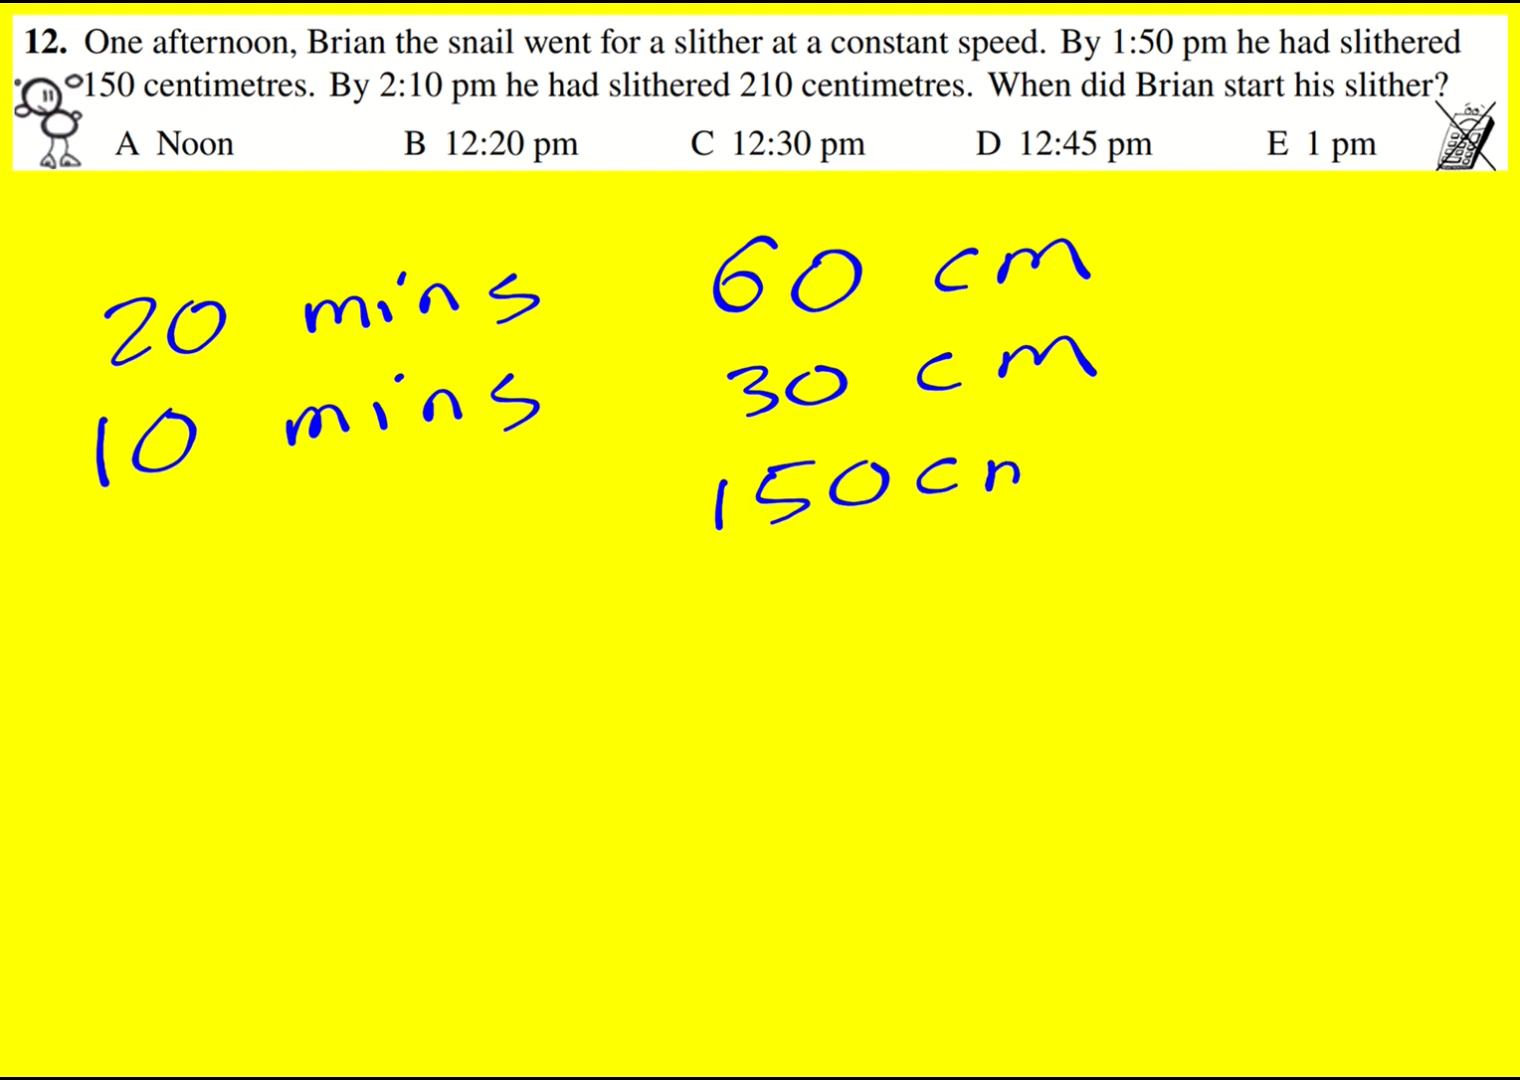 12. One afternoon, Brian the snail went for a slither at a constant speed. By 1:50 pm he had slithered
150 centimetres. By 2:10 pm he had slithered 210 centimetres. When did Brian start his slither?
A Noon B 12:20 pm C 12:30 pm D 12:45 pm E 1 pm
20 mins 60 cm
10 mins 30 cm
150cn